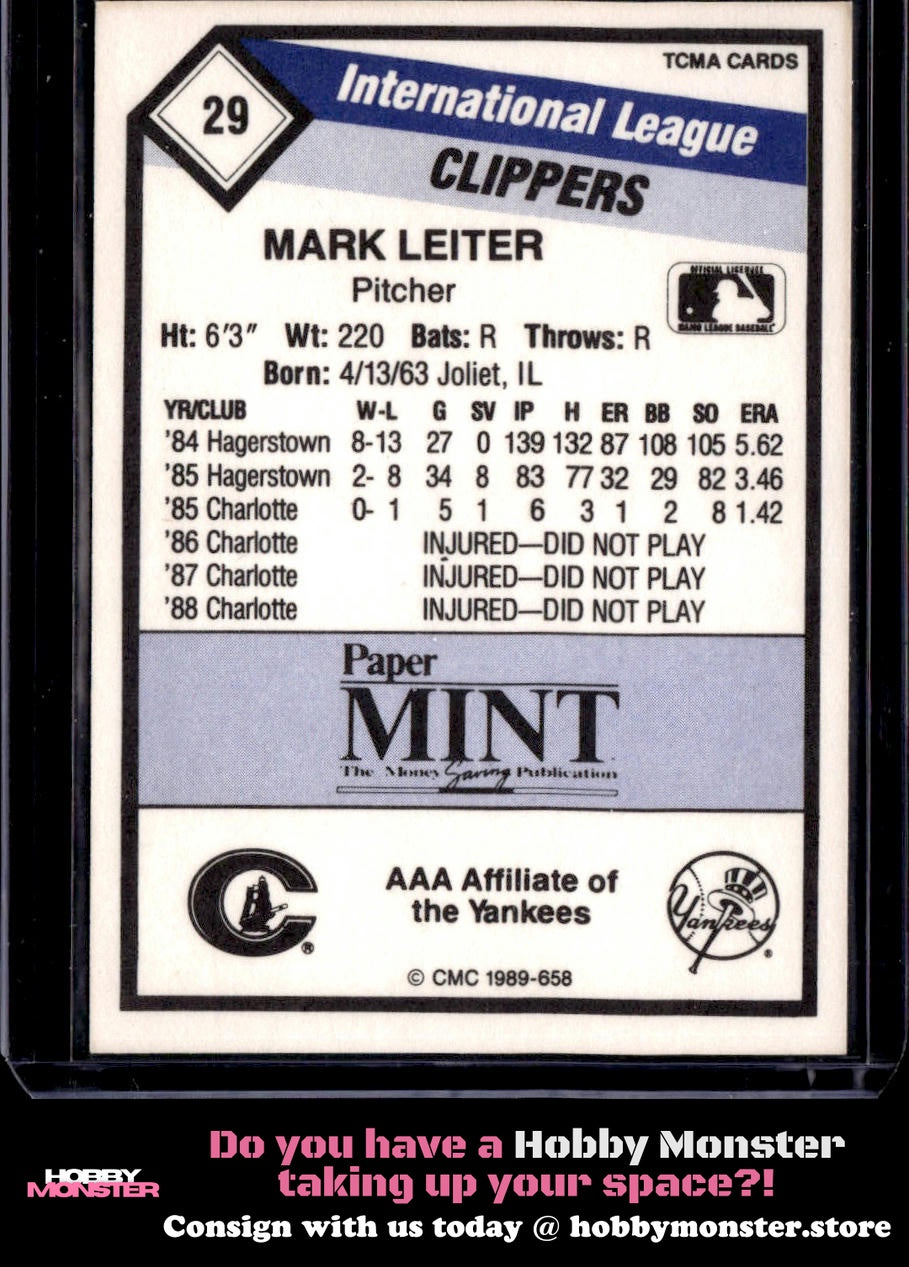 TCMA CARDS
29
International League
CLIPPERS
MARK LEITER
Pitcher
OFFICIAL LICENSEE
MAJOR LEAGUE BASEBALL
Ht: 6'3" Wt: 220 Bats: R Throws: R
Born: 4/13/63 Joliet, IL
YR/CLUB W-L G SV IP H ER BB SO ERA
'84 Hagerstown 8-13 27 0 139 132 87 108 105 5.62
'85 Hagerstown 2- 8 34 8 83 77 32 29 82 3.46
'85 Charlotte 0- 1 5 1 6 3 1 2 8 1.42
'86 Charlotte INJURED—DID NOT PLAY
'87 Charlotte INJURED—DID NOT PLAY
'88 Charlotte INJURED—DID NOT PLAY
Paper
MINT
The Money Saving Publication
C ®
AAA Affiliate of
the Yankees
Yankees ®
© CMC 1989-658
Do you have a Hobby Monster
taking up your space?!
HOBBY
MONSTER
Consign with us today @ hobbymonster.store